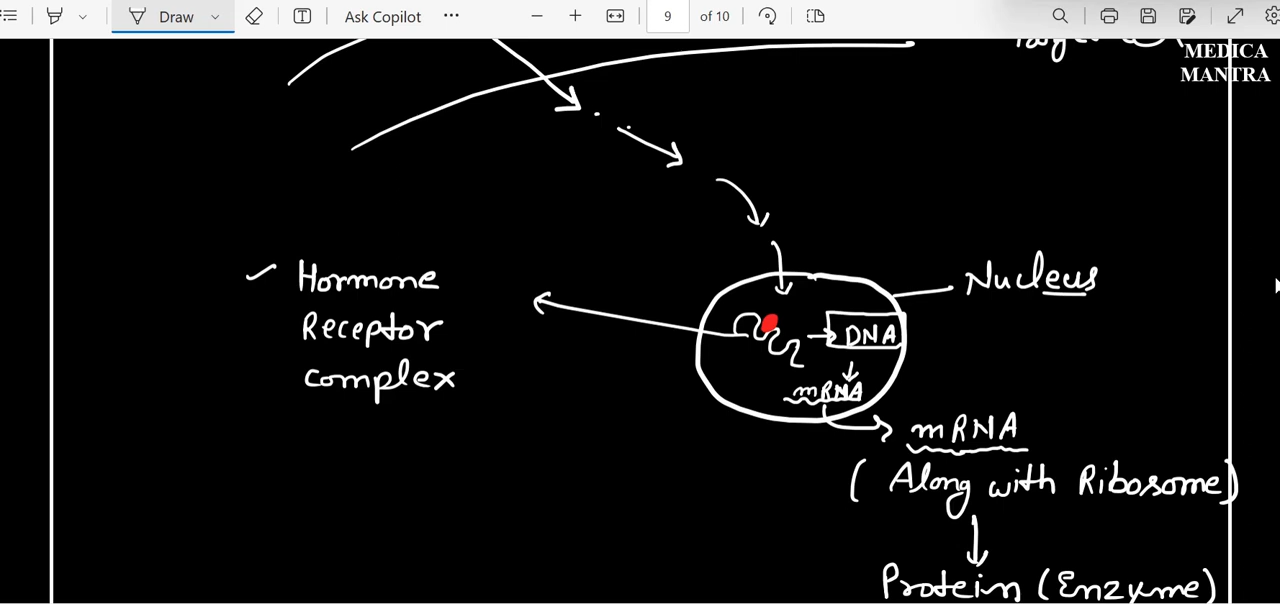 Draw
Ask Copilot
9 of 10
MEDICA
MANTRA
Hormone
Receptor
complex
Nucleus
DNA
mRNA
mRNA
( Along with Ribosome)
Protein (Enzyme)